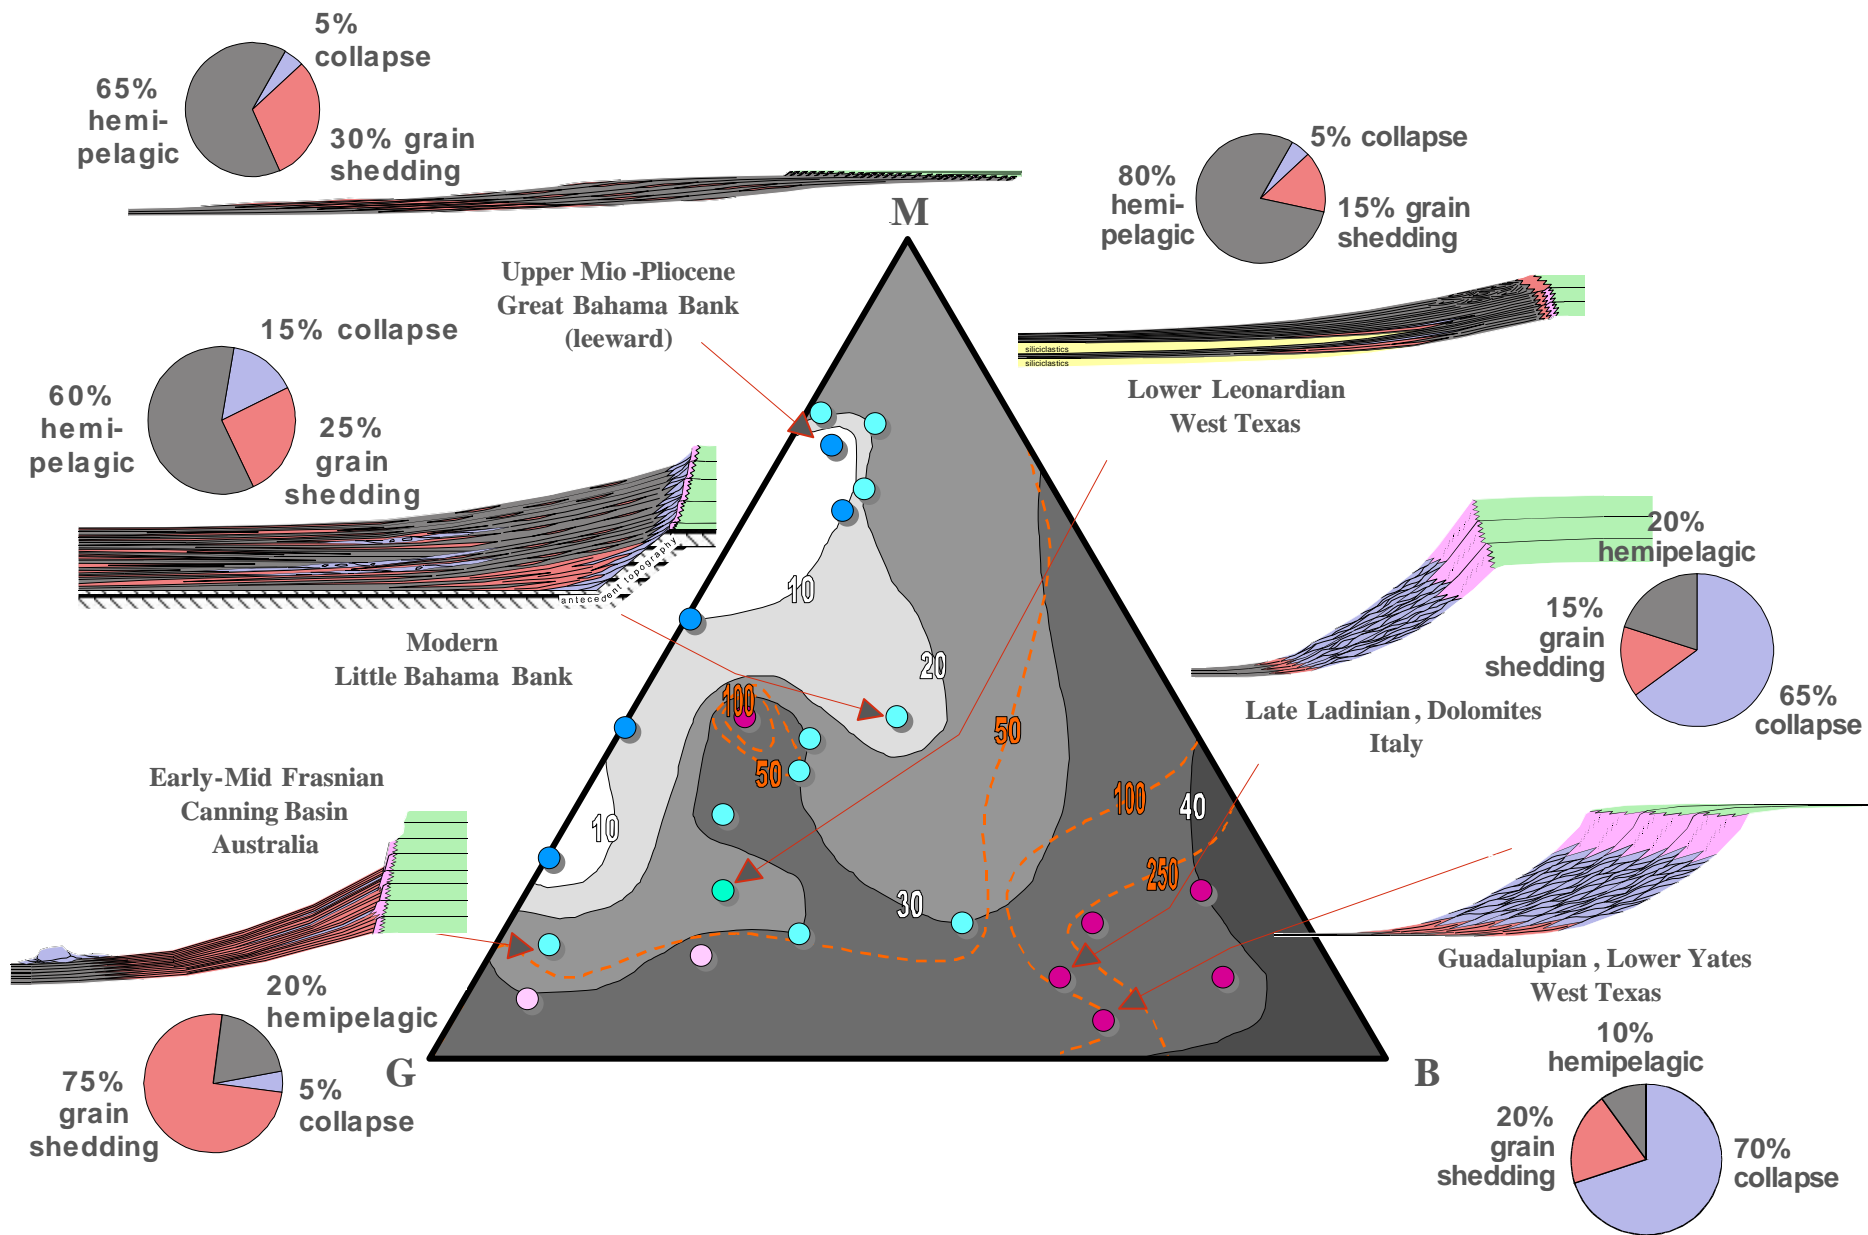 5%
collapse
65%
hemi-
pelagic
30% grain
shedding
5% collapse
80%
hemi-
pelagic
15% grain
shedding
M
Upper Mio -Pliocene
Great Bahama Bank
(leeward)
siliciclastics
siliciclastics
Lower Leonardian
West Texas
15% collapse
60%
hemi-
pelagic
25%
grain
shedding
antecedent topography
Modern
Little Bahama Bank
20%
hemipelagic
15%
grain
shedding
65%
collapse
Late Ladinian , Dolomites
Italy
10
20
100
50
50
100
40
250
10
30
Early-Mid Frasnian
Canning Basin
Australia
20%
hemipelagic
75%
grain
shedding
5%
collapse
G
B
Guadalupian , Lower Yates
West Texas
10%
hemipelagic
20%
grain
shedding
70%
collapse